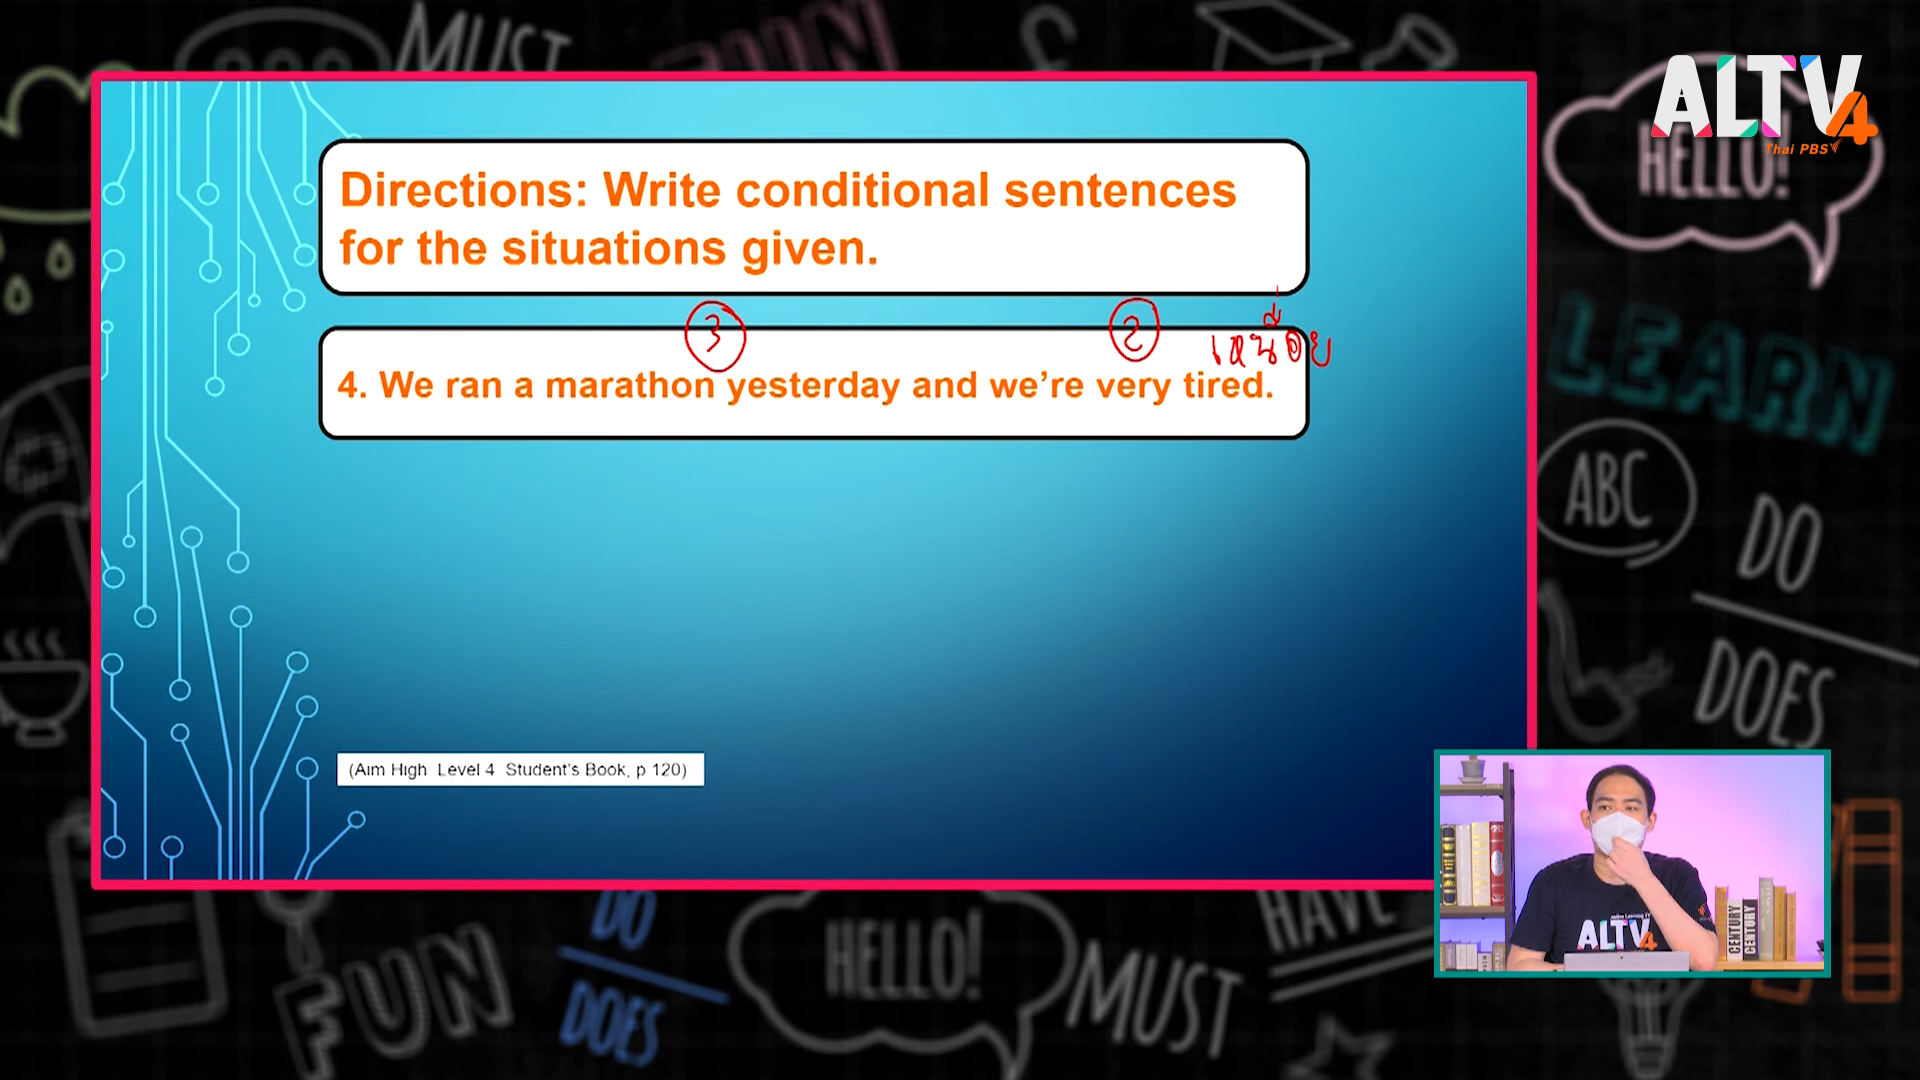 MUST
ALTV4
Thai PBS
HELLO!
Directions: Write conditional sentences
for the situations given.
3
2
เหนื่อย
4. We ran a marathon yesterday and we’re very tired.
LEARN
ABC
DO
DOES
(Aim High Level 4 Student’s Book, p 120)
ALTV4
CENTURY
CENTURY
FUN
DO
DOES
HELLO!
MUST
HAVE